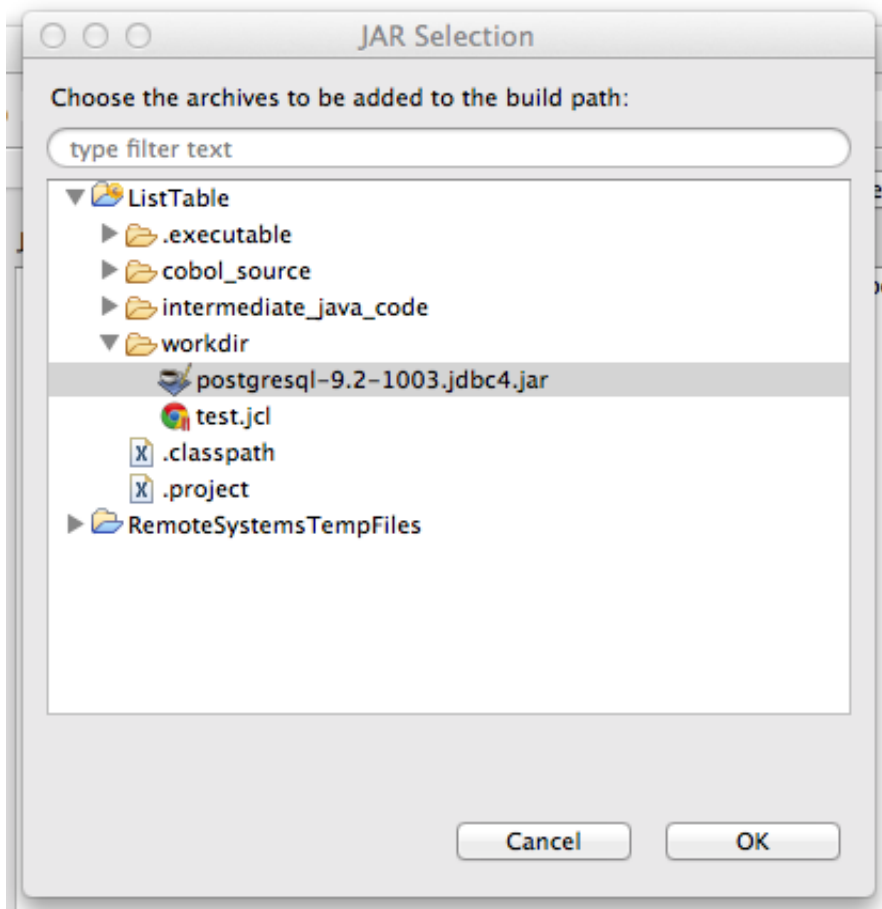 JAR Selection
Choose the archives to be added to the build path:
type filter text
ListTable
.executable
cobol_source
intermediate_java_code
workdir
postgresql-9.2-1003.jdbc4.jar
test.jcl
.classpath
.project
RemoteSystemsTempFiles
Cancel
OK